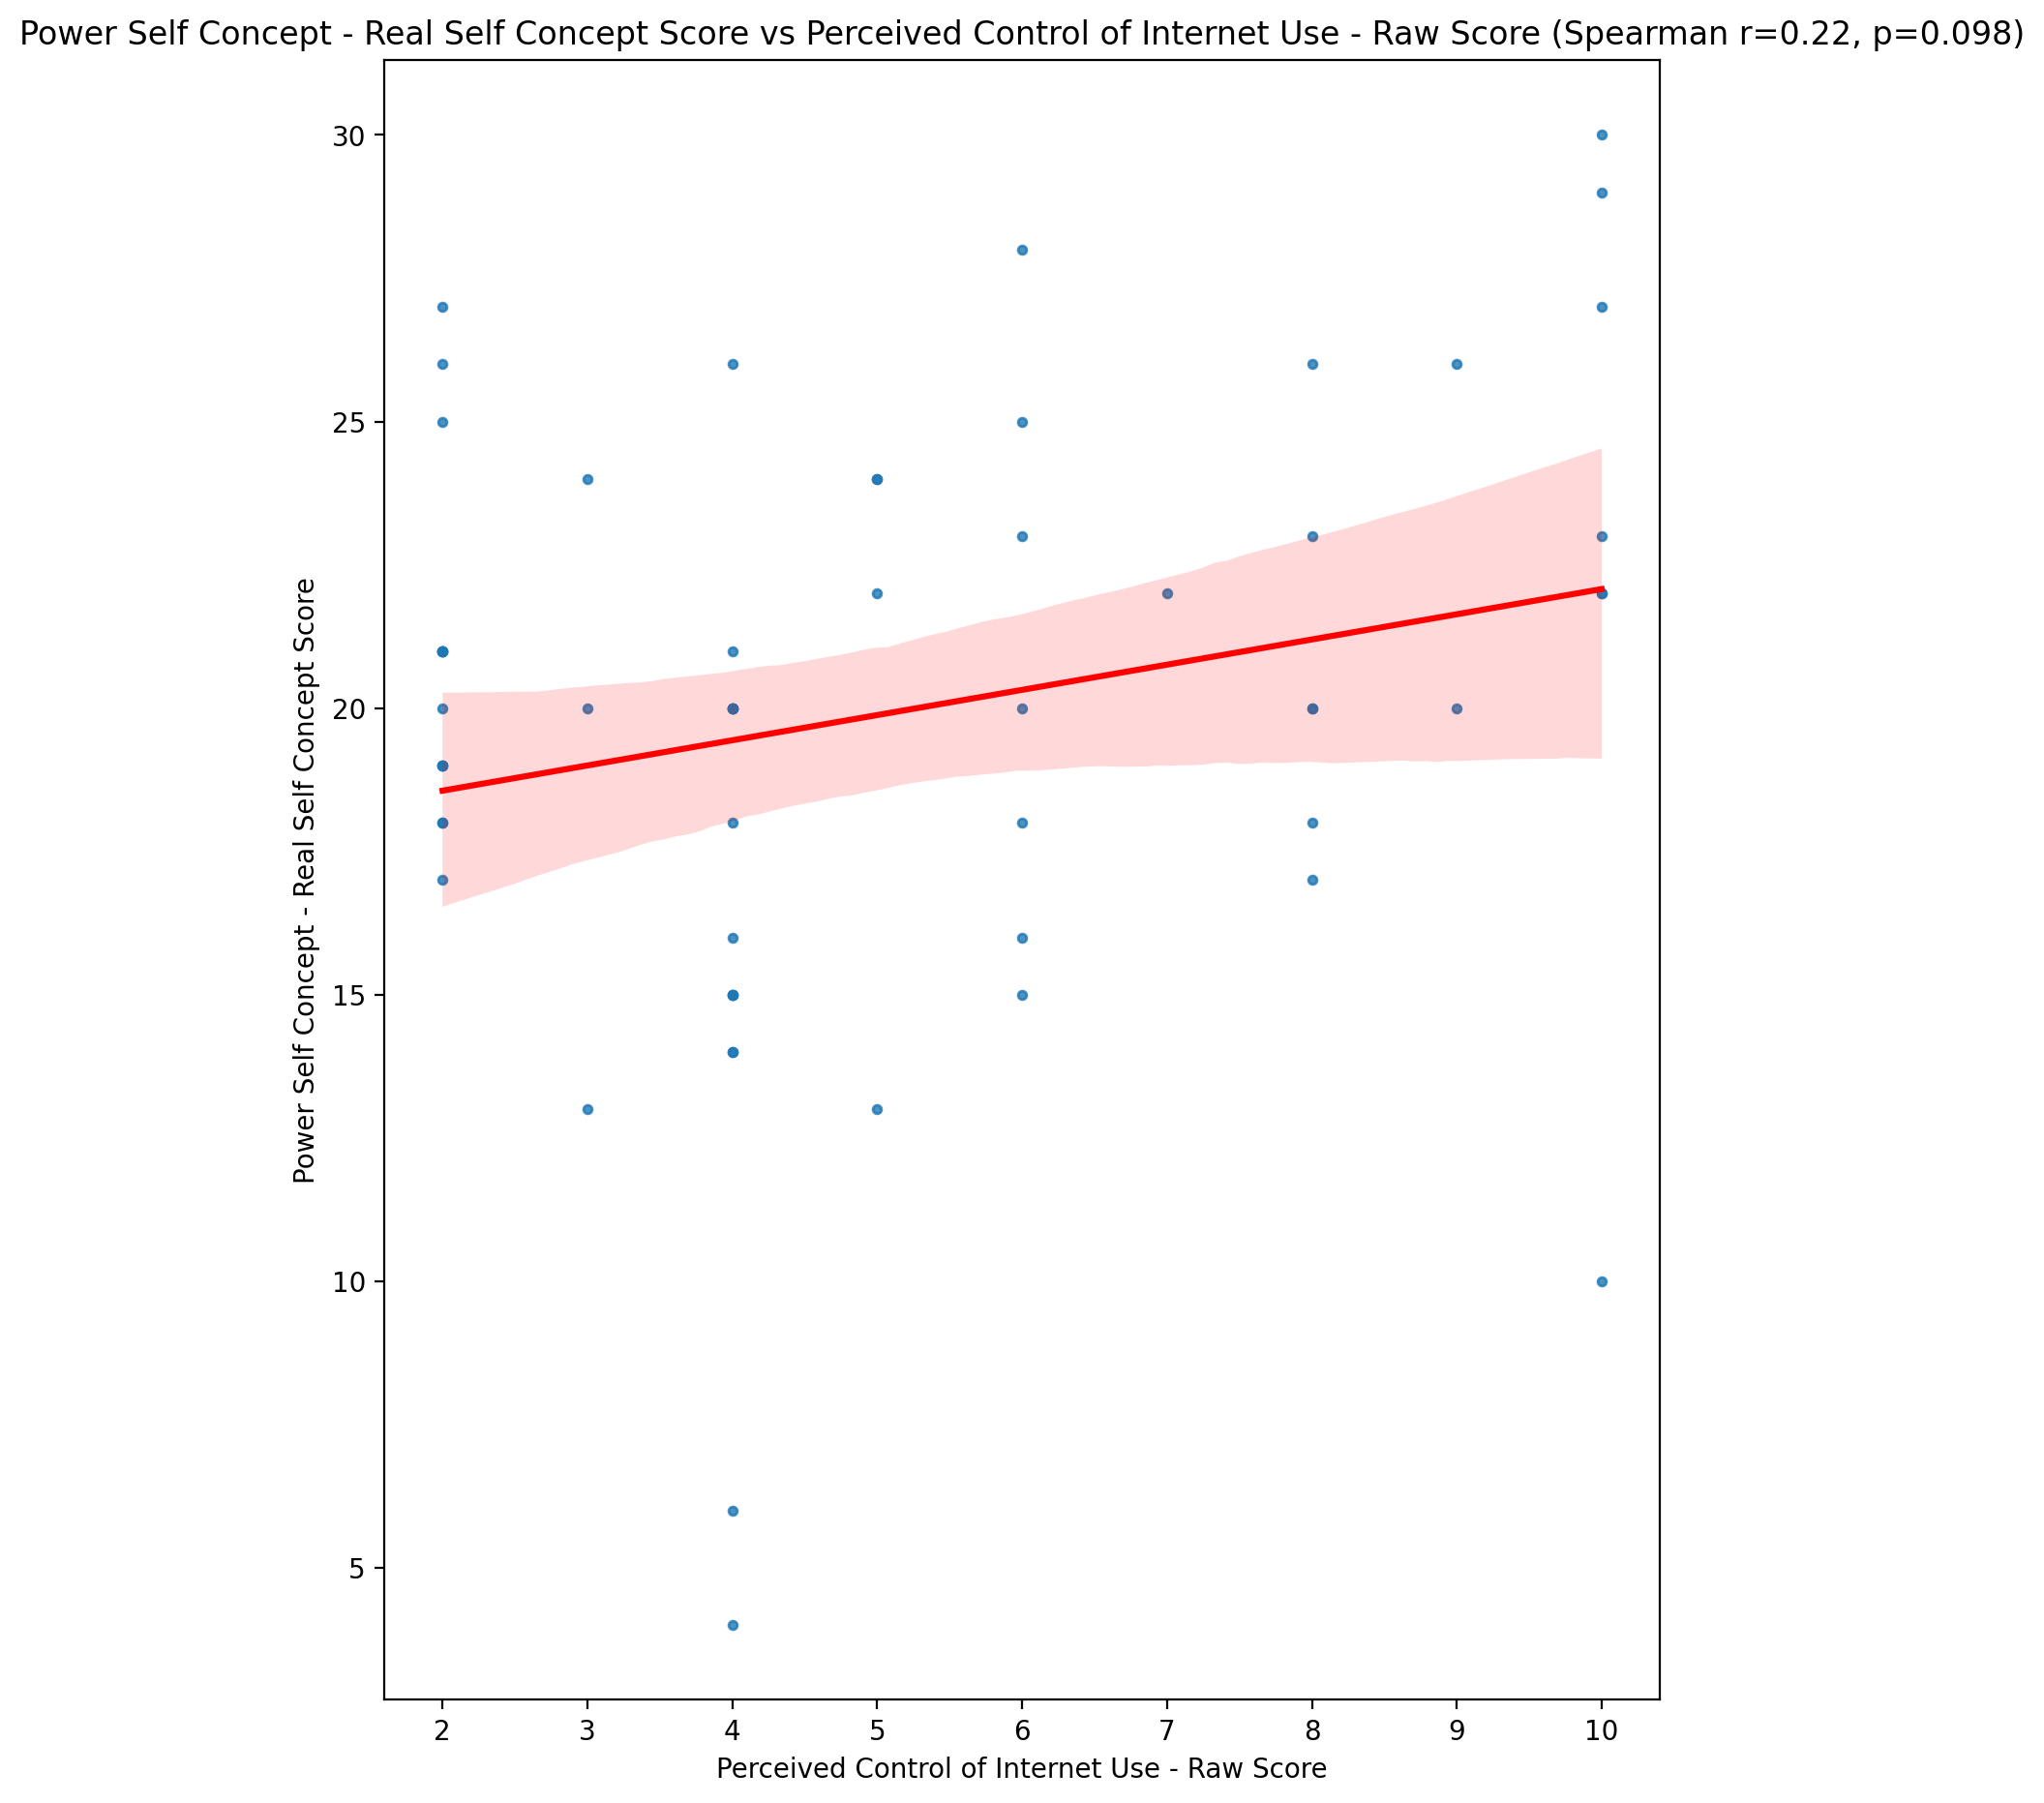 Power Self Concept - Real Self Concept Score vs Perceived Control of Internet Use - Raw Score (Spearman r=0.22, p=0.098)
Power Self Concept - Real Self Concept Score
30
25
20
15
10
5
2 3 4 5 6 7 8 9 10
Perceived Control of Internet Use - Raw Score